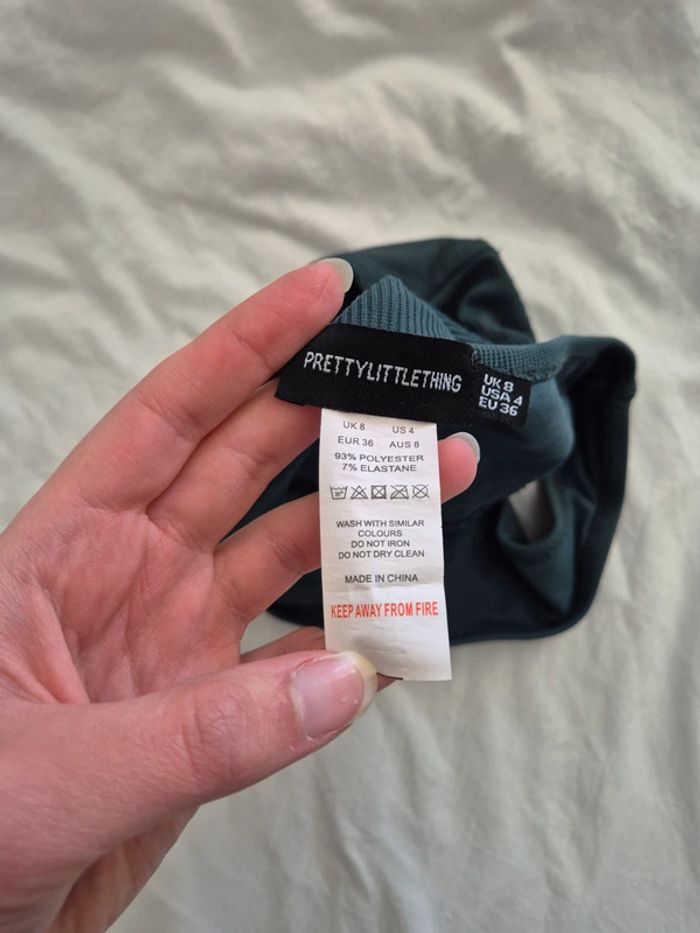 PRETTYLITTLETHING
UK 8
USA 4
EU 36
UK 8 US 4
EUR 36 AUS 8
93% POLYESTER
7% ELASTANE
WASH WITH SIMILAR
COLOURS
DO NOT IRON
DO NOT DRY CLEAN
MADE IN CHINA
KEEP AWAY FROM FIRE